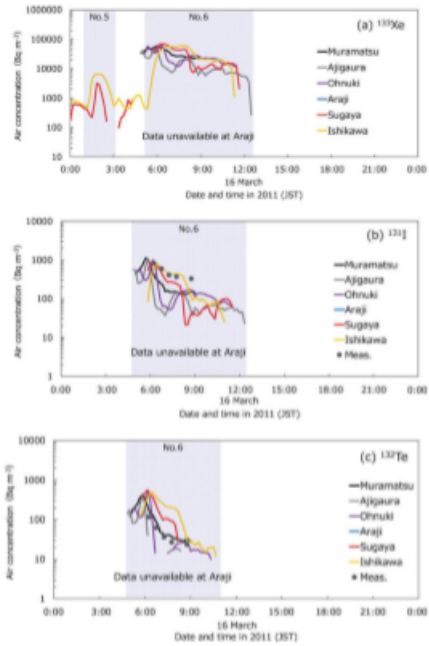 No.5
No.6
(a) ¹³³Xe
1000000
100000
10000
1000
100
10
Air concentration (Bq m⁻³)
Muramatsu
Ajigaura
Ohnuki
Araji
Sugaya
Ishikawa
Data unavailable at Araji
0:00 3:00 6:00 9:00 12:00 15:00 18:00 21:00 0:00
16 March
Date and time in 2011 (JST)
No.6
(b) ¹³¹I
10000
1000
100
10
1
Air concentration (Bq m⁻³)
Muramatsu
Ajigaura
Ohnuki
Araji
Sugaya
Ishikawa
Meas.
Data unavailable at Araji
0:00 3:00 6:00 9:00 12:00 15:00 18:00 21:00 0:00
16 March
Date and time in 2011 (JST)
No.6
(c) ¹³²Te
10000
1000
100
10
1
Air concentration (Bq m⁻³)
Muramatsu
Ajigaura
Ohnuki
Araji
Sugaya
Ishikawa
Meas.
Data unavailable at Araji
0:00 3:00 6:00 9:00 12:00 15:00 18:00 21:00 0:00
16 March
Date and time in 2011 (JST)